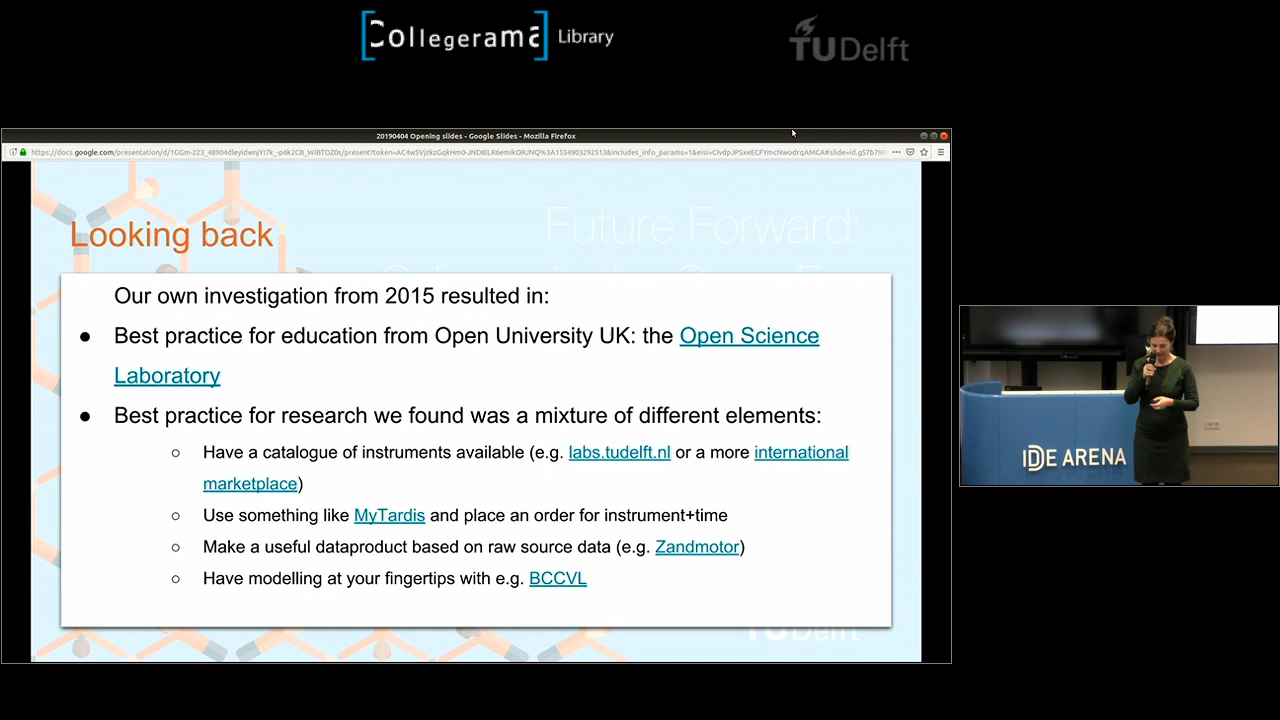 Collegerama Library
TU Delft
20190404 Opening slides - Google Slides - Mozilla Firefox
Looking back
Future Forward:
Our own investigation from 2015 resulted in:
● Best practice for education from Open University UK: the Open Science
Laboratory
● Best practice for research we found was a mixture of different elements:
○ Have a catalogue of instruments available (e.g. labs.tudelft.nl or a more international
marketplace)
○ Use something like MyTardis and place an order for instrument+time
○ Make a useful dataproduct based on raw source data (e.g. Zandmotor)
○ Have modelling at your fingertips with e.g. BCCVL
TU Delft
IDE ARENA